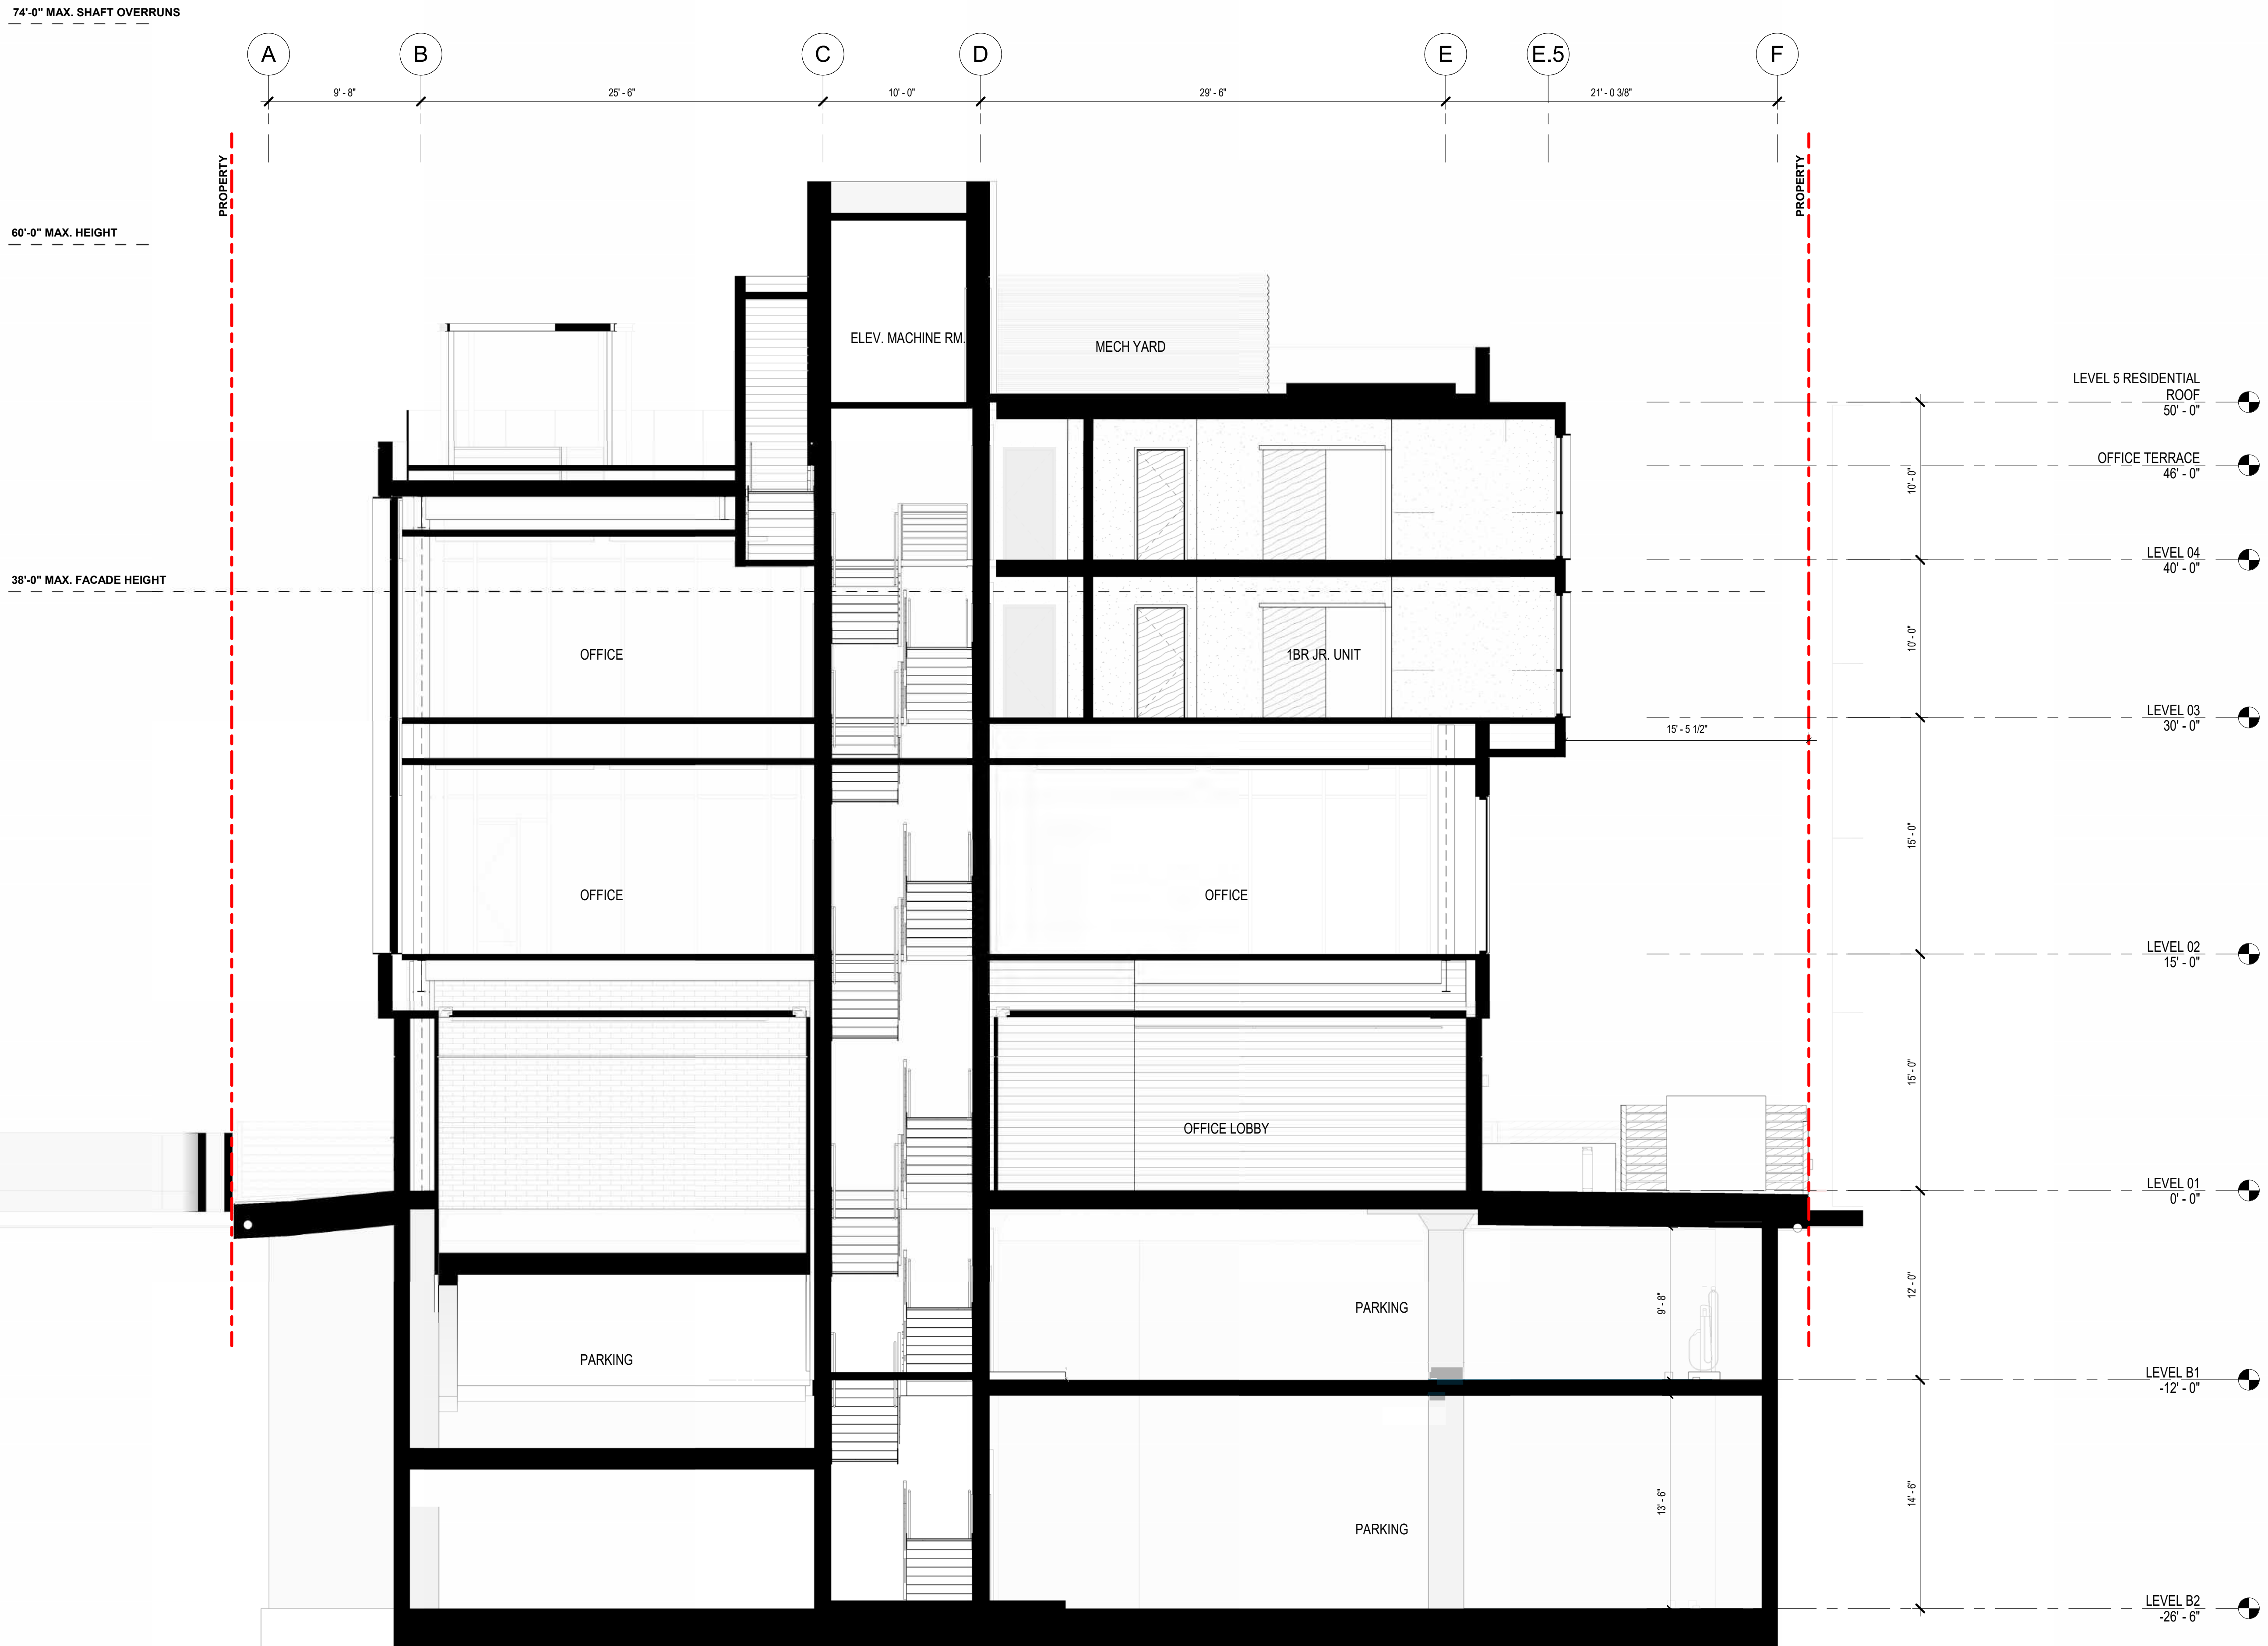 74'-0" MAX. SHAFT OVERRUNS
A
B
C
D
E
E.5
F
9' - 8"
25' - 6"
10' - 0"
29' - 6"
21' - 0 3/8"
PROPERTY
PROPERTY
60'-0" MAX. HEIGHT
ELEV. MACHINE RM.
MECH YARD
LEVEL 5 RESIDENTIAL
ROOF
50' - 0"
OFFICE TERRACE
46' - 0"
10' - 0"
LEVEL 04
40' - 0"
38'-0" MAX. FACADE HEIGHT
OFFICE
1BR JR. UNIT
10' - 0"
LEVEL 03
30' - 0"
15' - 5 1/2"
15' - 0"
OFFICE
OFFICE
LEVEL 02
15' - 0"
15' - 0"
OFFICE LOBBY
LEVEL 01
0' - 0"
12' - 0"
9' - 8"
PARKING
PARKING
LEVEL B1
-12' - 0"
14' - 6"
13' - 6"
PARKING
LEVEL B2
-26' - 6"